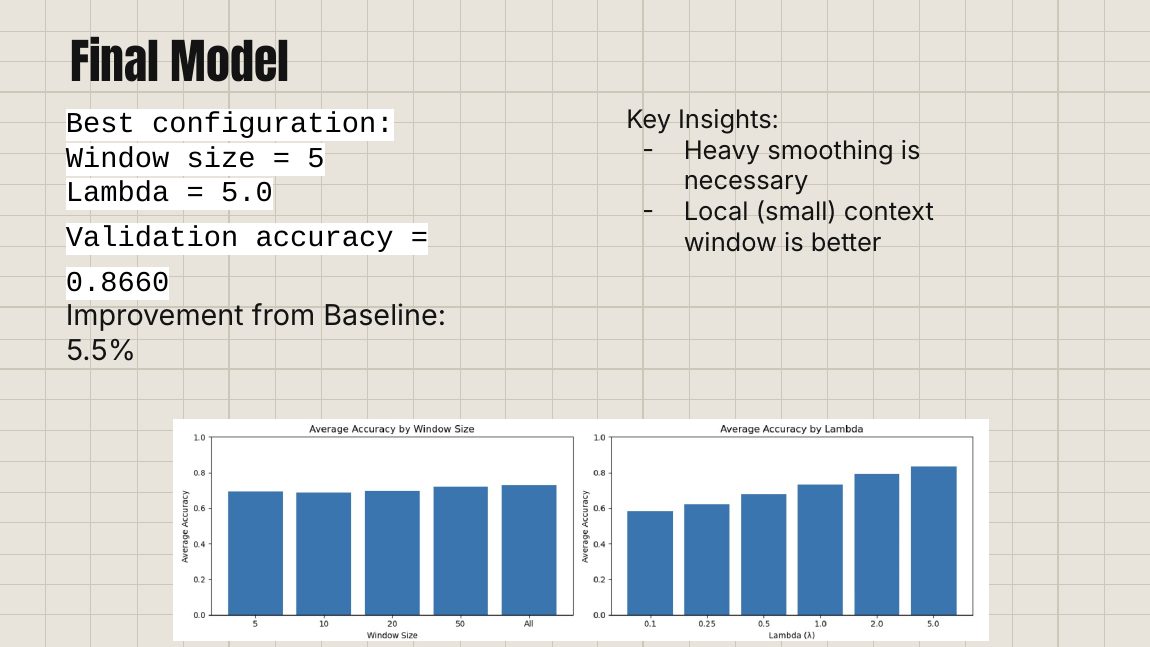 Final Model
Best configuration:
Window size = 5
Lambda = 5.0
Validation accuracy =
0.8660
Improvement from Baseline:
5.5%
Key Insights:
- Heavy smoothing is
necessary
- Local (small) context
window is better
Average Accuracy by Window Size
Average Accuracy
1.0
0.8
0.6
0.4
0.2
0.0
5 10 20 50 All
Window Size
Average Accuracy by Lambda
Average Accuracy
1.0
0.8
0.6
0.4
0.2
0.0
0.1 0.25 0.5 1.0 2.0 5.0
Lambda (λ)